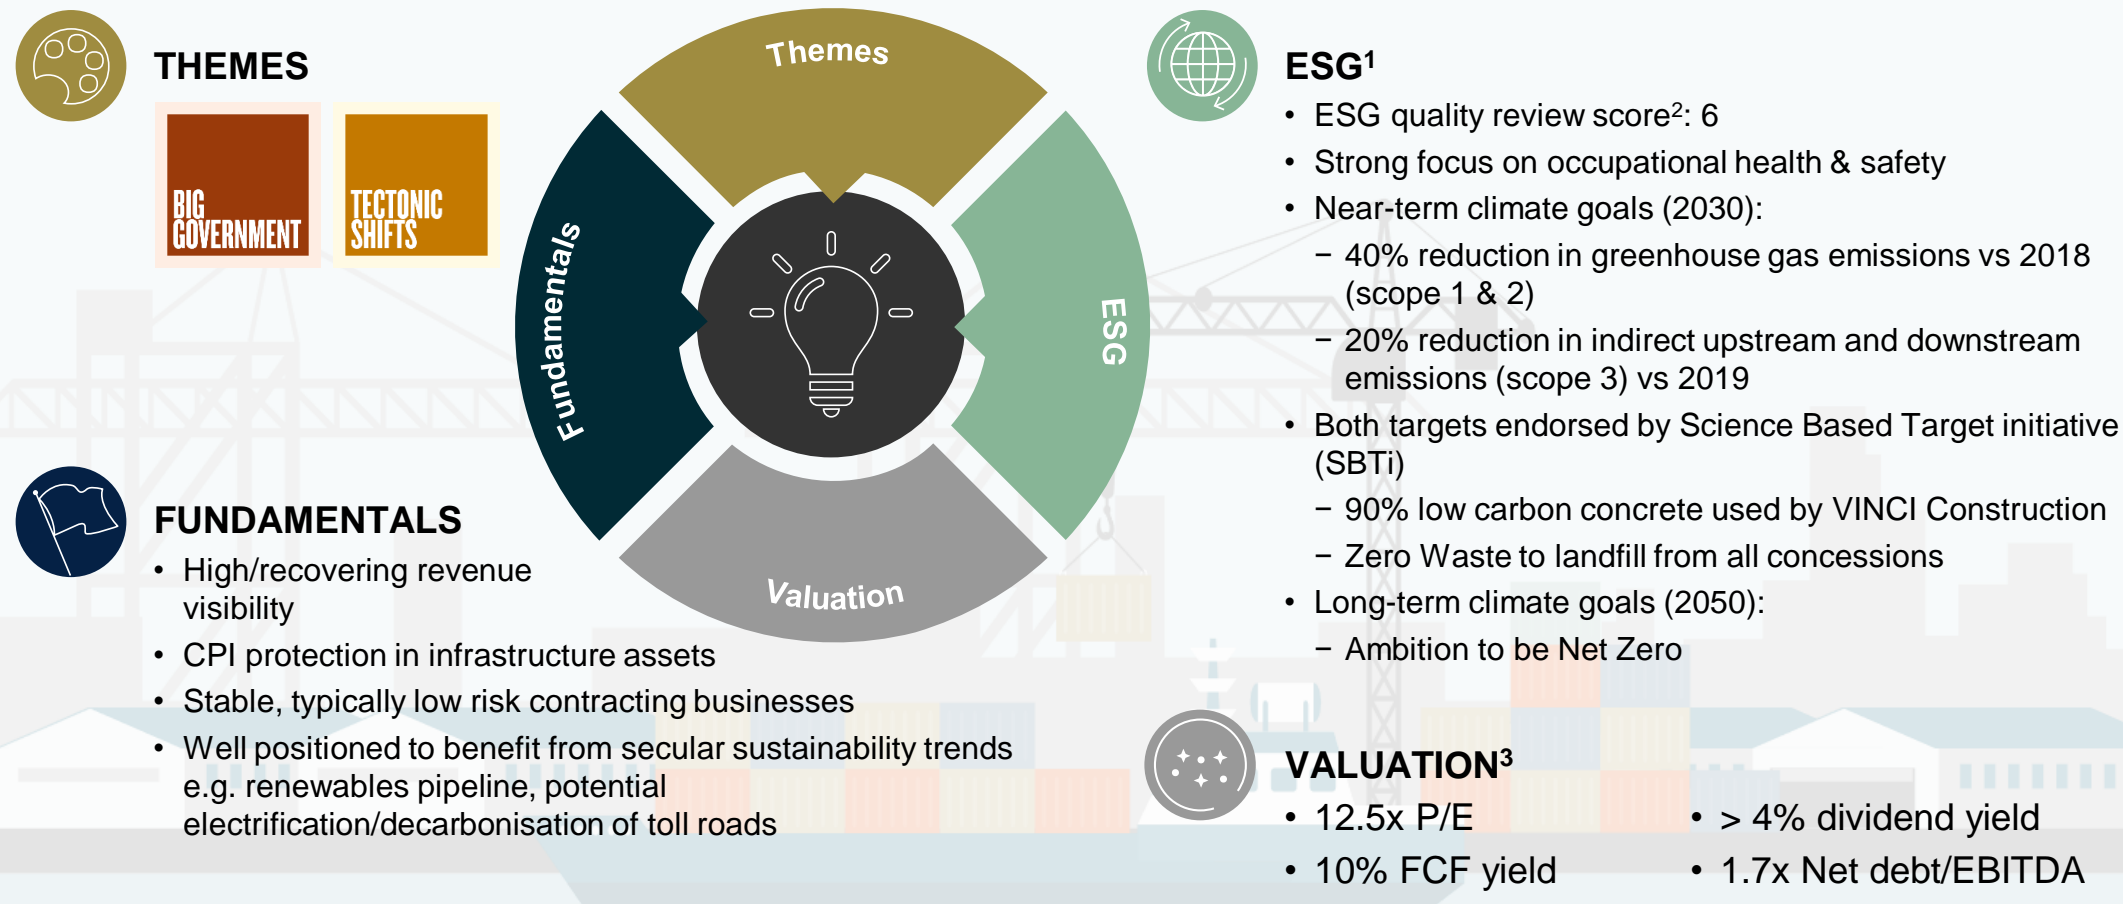 THEMES
BIG
GOVERNMENT
TECTONIC
SHIFTS
Themes
Fundamentals
ESG
Valuation
FUNDAMENTALS
• High/recovering revenue
visibility
• CPI protection in infrastructure assets
• Stable, typically low risk contracting businesses
• Well positioned to benefit from secular sustainability trends
e.g. renewables pipeline, potential
electrification/decarbonisation of toll roads
ESG¹
• ESG quality review score²: 6
• Strong focus on occupational health & safety
• Near-term climate goals (2030):
− 40% reduction in greenhouse gas emissions vs 2018
(scope 1 & 2)
− 20% reduction in indirect upstream and downstream
emissions (scope 3) vs 2019
• Both targets endorsed by Science Based Target initiative
(SBTi)
− 90% low carbon concrete used by VINCI Construction
− Zero Waste to landfill from all concessions
• Long-term climate goals (2050):
− Ambition to be Net Zero
VALUATION³
• 12.5x P/E
• 10% FCF yield
• > 4% dividend yield
• 1.7x Net debt/EBITDA